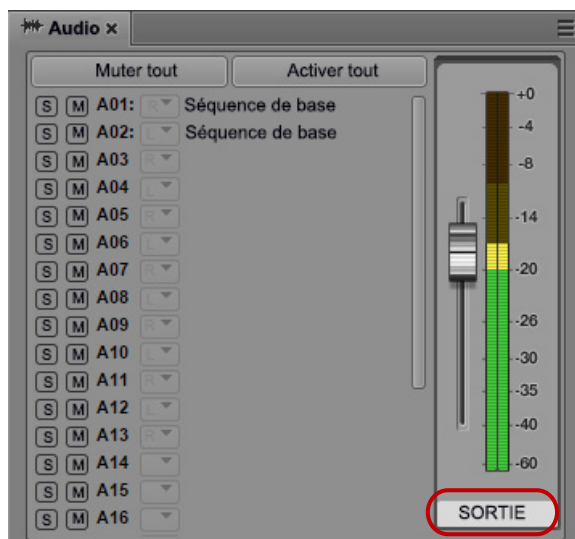 Audio ×
Muter tout Activer tout
S M A01: R Séquence de base
S M A02: L Séquence de base
S M A03 R
S M A04 L
S M A05 R
S M A06 L
S M A07 R
S M A08 L
S M A09 R
S M A10 L
S M A11 R
S M A12 L
S M A13 R
S M A14
S M A15
S M A16
+0
-4
-8
-14
-20
-26
-30
-35
-40
-60
SORTIE